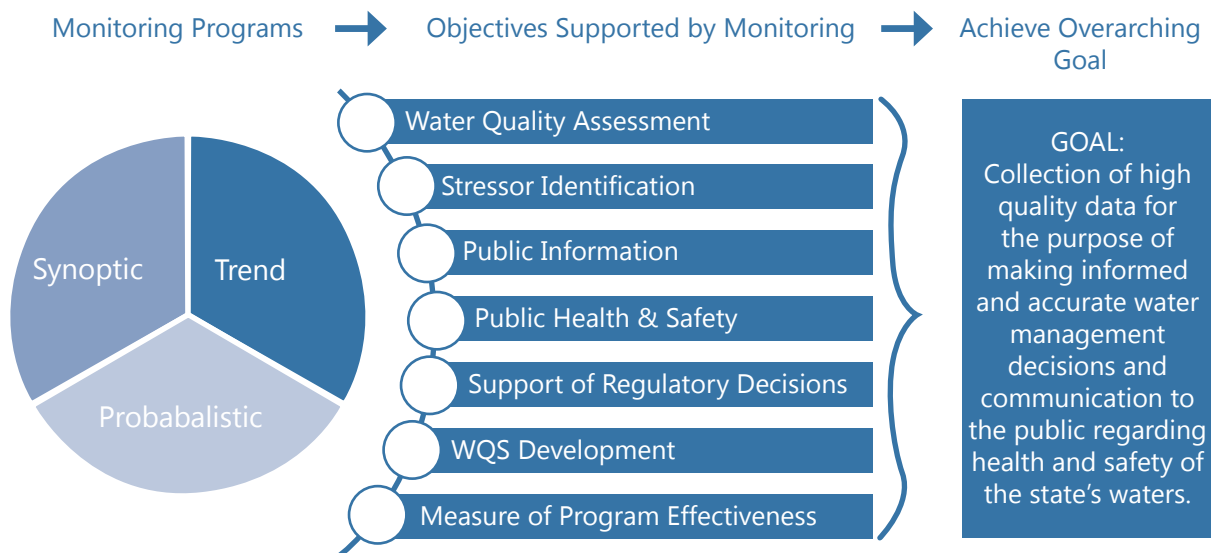 Monitoring Programs
Objectives Supported by Monitoring
Achieve Overarching
Goal
Synoptic
Trend
Probabalistic
Water Quality Assessment
Stressor Identification
Public Information
Public Health & Safety
Support of Regulatory Decisions
WQS Development
Measure of Program Effectiveness
GOAL:
Collection of high
quality data for
the purpose of
making informed
and accurate water
management
decisions and
communication to
the public regarding
health and safety of
the state’s waters.